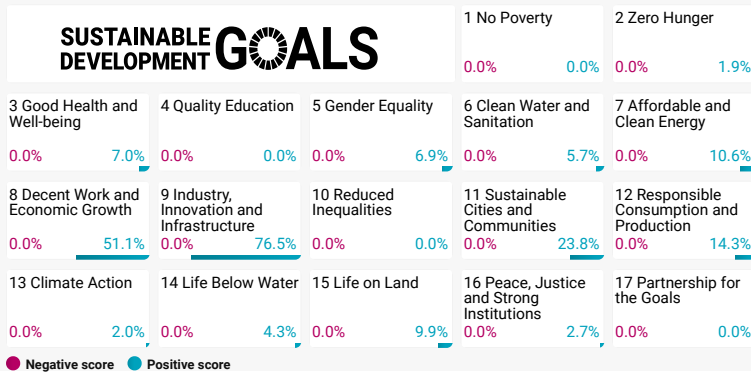 SUSTAINABLE
DEVELOPMENT
GOALS
1 No Poverty
0.0% 0.0%
2 Zero Hunger
0.0% 1.9%
3 Good Health and
Well-being
0.0% 7.0%
4 Quality Education
0.0% 0.0%
5 Gender Equality
0.0% 6.9%
6 Clean Water and
Sanitation
0.0% 5.7%
7 Affordable and
Clean Energy
0.0% 10.6%
8 Decent Work and
Economic Growth
0.0% 51.1%
9 Industry,
Innovation and
Infrastructure
0.0% 76.5%
10 Reduced
Inequalities
0.0% 0.0%
11 Sustainable
Cities and
Communities
0.0% 23.8%
12 Responsible
Consumption and
Production
0.0% 14.3%
13 Climate Action
0.0% 2.0%
14 Life Below Water
0.0% 4.3%
15 Life on Land
0.0% 9.9%
16 Peace, Justice
and Strong
Institutions
0.0% 2.7%
17 Partnership for
the Goals
0.0% 0.0%
Negative score Positive score